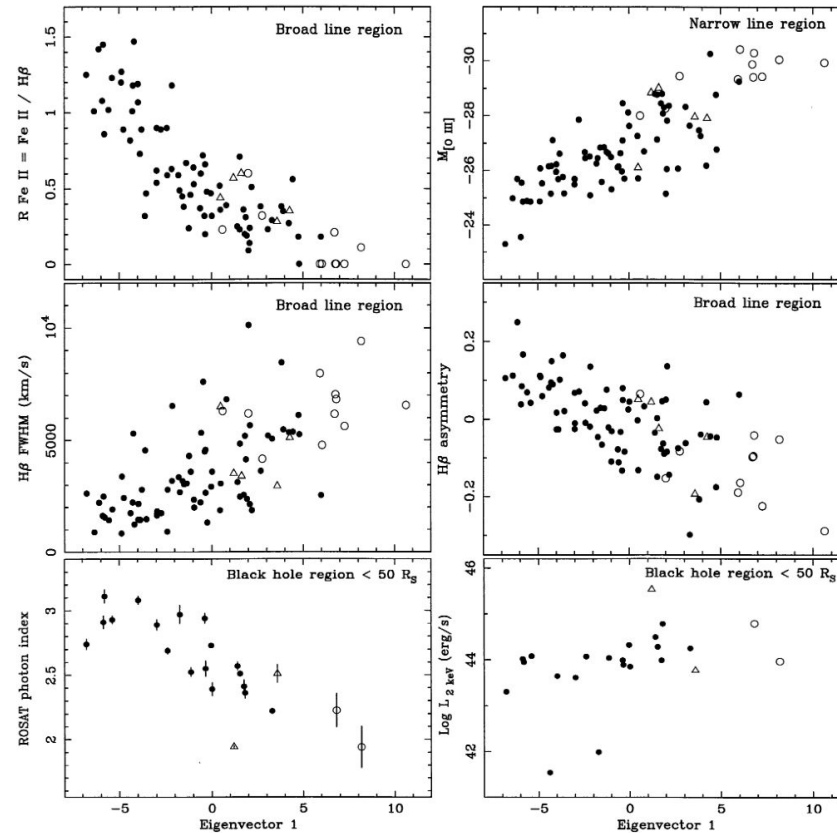 Broad line region
R Fe II = Fe II / Hβ
1.5
1
0.5
0
Narrow line region
M[O III]
-30
-28
-26
-24
Broad line region
Hβ FWHM (km/s)
10⁴
5000
0
Broad line region
Hβ asymmetry
0.2
0
-0.2
Black hole region < 50 RS
ROSAT photon index
3
2.5
2
-5
0
5
10
Eigenvector 1
Black hole region < 50 RS
Log L2 keV (erg/s)
46
44
42
-5
0
5
10
Eigenvector 1